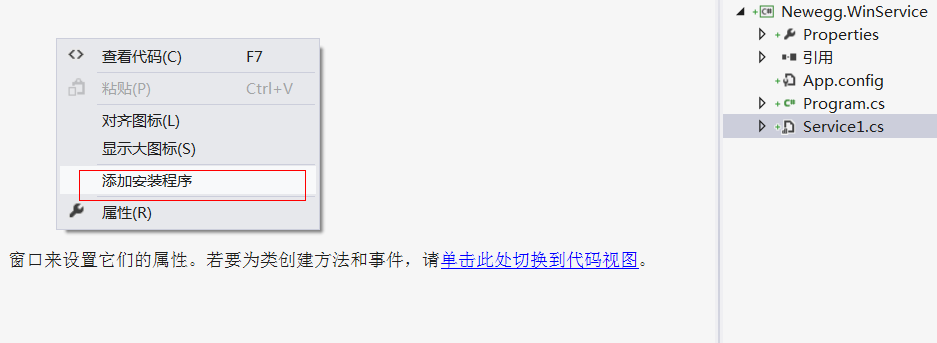 查看代码(C) F7
粘贴(P) Ctrl+V
对齐图标(L)
显示大图标(S)
添加安装程序
属性(R)
窗口来设置它们的属性。若要为类创建方法和事件，请单击此处切换到代码视图。
Newegg.WinService
Properties
引用
App.config
Program.cs
Service1.cs